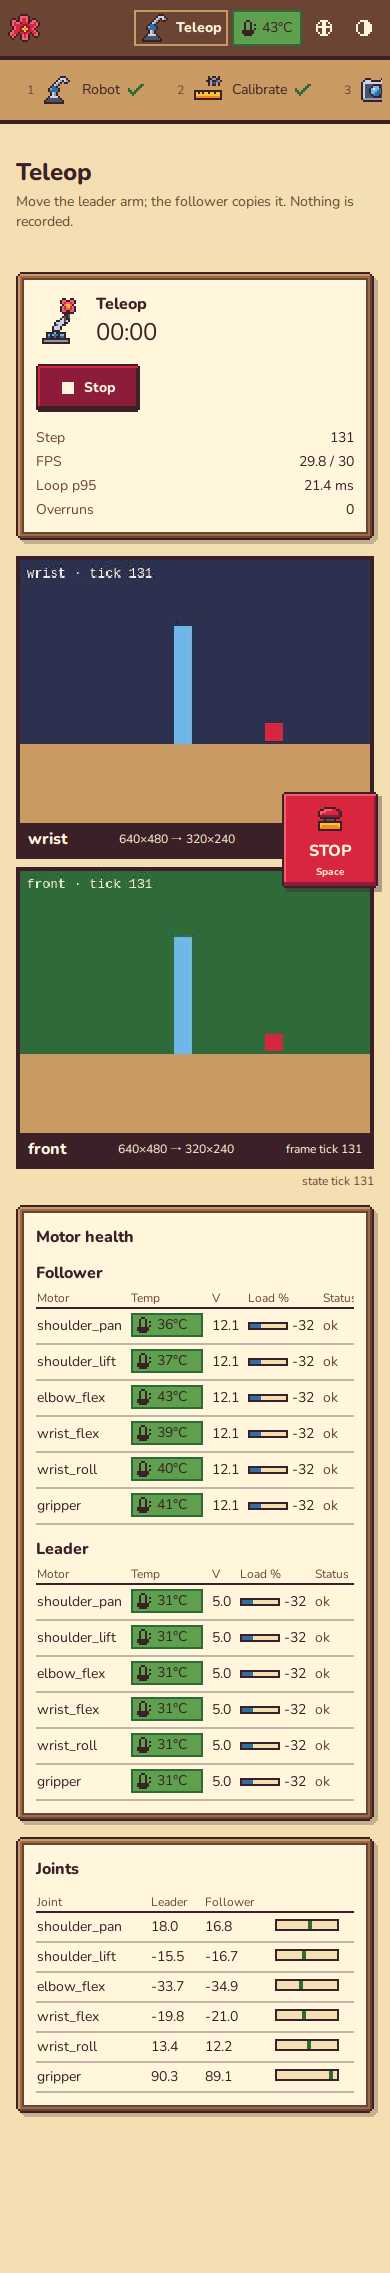 Teleop 43°C
1 Robot 2 Calibrate 3
Teleop
Move the leader arm; the follower copies it. Nothing is
recorded.
Teleop
00:00
Stop
Step 131
FPS 29.8 / 30
Loop p95 21.4 ms
Overruns 0
wrist · tick 131
wrist 640×480 → 320×240
STOP
Space
front · tick 131
front 640×480 → 320×240 frame tick 131
state tick 131
Motor health
Follower
Motor Temp V Load % Status
shoulder_pan 36°C 12.1 -32 ok
shoulder_lift 37°C 12.1 -32 ok
elbow_flex 43°C 12.1 -32 ok
wrist_flex 39°C 12.1 -32 ok
wrist_roll 40°C 12.1 -32 ok
gripper 41°C 12.1 -32 ok
Leader
Motor Temp V Load % Status
shoulder_pan 31°C 5.0 -32 ok
shoulder_lift 31°C 5.0 -32 ok
elbow_flex 31°C 5.0 -32 ok
wrist_flex 31°C 5.0 -32 ok
wrist_roll 31°C 5.0 -32 ok
gripper 31°C 5.0 -32 ok
Joints
Joint Leader Follower
shoulder_pan 18.0 16.8
shoulder_lift -15.5 -16.7
elbow_flex -33.7 -34.9
wrist_flex -19.8 -21.0
wrist_roll 13.4 12.2
gripper 90.3 89.1